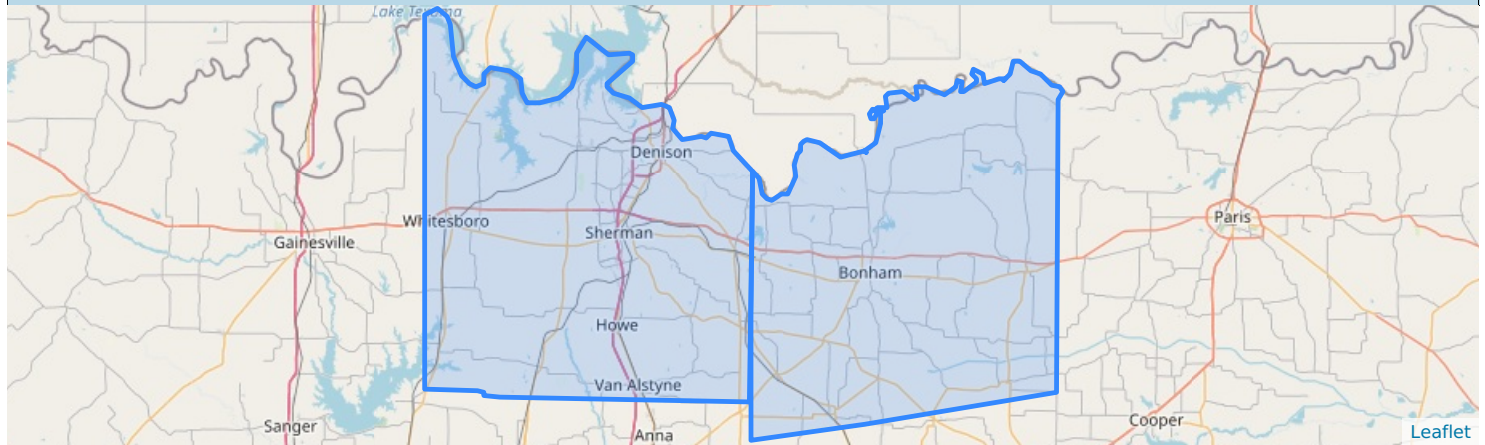 Lake Texoma
Denison
Whitesboro
Paris
Sherman
Gainesville
Bonham
Howe
Van Alstyne
Cooper
Sanger
Anna
Leaflet